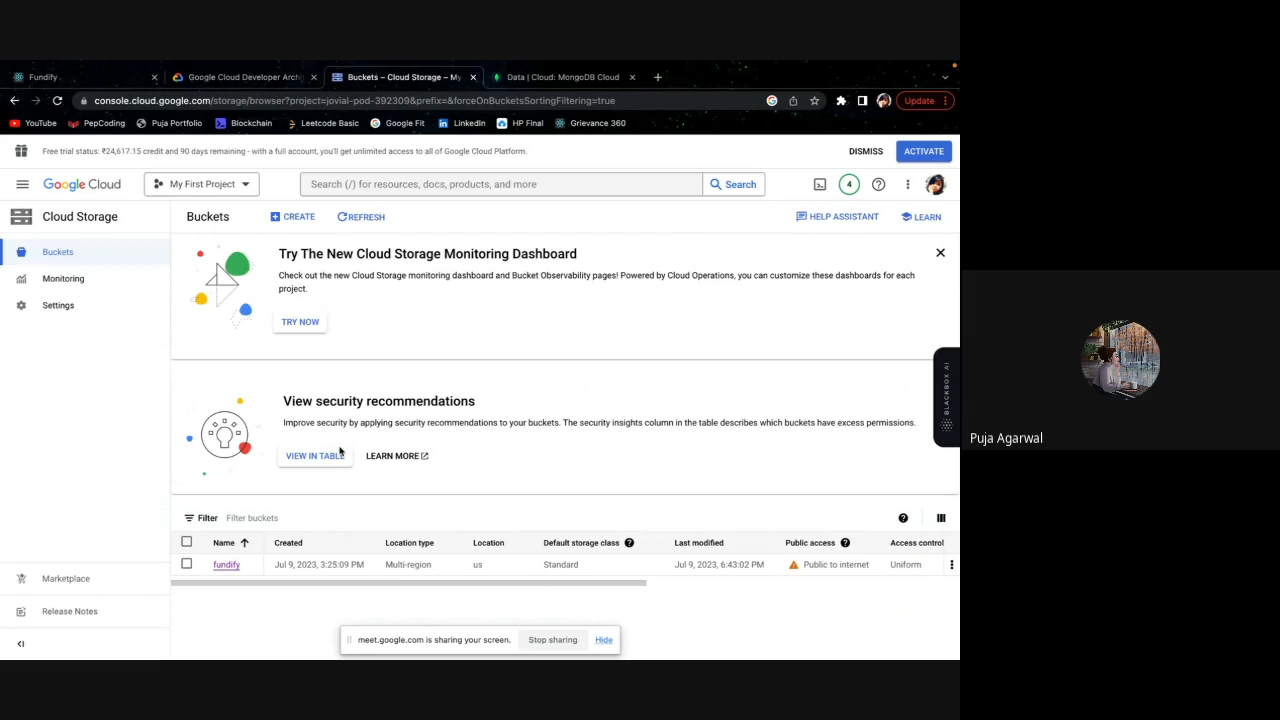 Fundify
Google Cloud Developer Archi
Buckets – Cloud Storage – My
Data | Cloud: MongoDB Cloud
console.cloud.google.com/storage/browser?project=jovial-pod-392309&prefix=&forceOnBucketsSortingFiltering=true
Update
YouTube
PepCoding
Puja Portfolio
Blockchain
Leetcode Basic
Google Fit
LinkedIn
HP Final
Grievance 360
Free trial status: ₹24,617.15 credit and 90 days remaining - with a full account, you'll get unlimited access to all of Google Cloud Platform.
DISMISS
ACTIVATE
Google Cloud
My First Project
Search (/) for resources, docs, products, and more
Search
4
Cloud Storage
Buckets
CREATE
REFRESH
HELP ASSISTANT
LEARN
Buckets
Monitoring
Settings
Try The New Cloud Storage Monitoring Dashboard
Check out the new Cloud Storage monitoring dashboard and Bucket Observability pages! Powered by Cloud Operations, you can customize these dashboards for each
project.
TRY NOW
BLACKBOX AI
View security recommendations
Improve security by applying security recommendations to your buckets. The security insights column in the table describes which buckets have excess permissions.
VIEW IN TABLE
LEARN MORE
Puja Agarwal
Filter
Filter buckets
Name
Created
Location type
Location
Default storage class
Last modified
Public access
Access control
fundify
Jul 9, 2023, 3:25:09 PM
Multi-region
us
Standard
Jul 9, 2023, 6:43:02 PM
Public to internet
Uniform
Marketplace
Release Notes
meet.google.com is sharing your screen.
Stop sharing
Hide